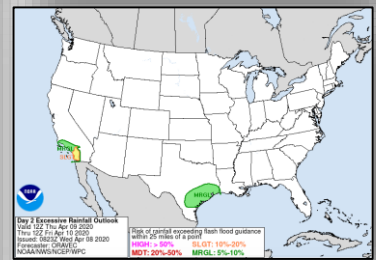 MRGL
SLGT
MRGL
NOAA
Day 2 Excessive Rainfall Outlook
Valid 12Z Thu Apr 09 2020
Thru 12Z Fri Apr 10 2020
Issued: 0823Z Wed Apr 08 2020
Forecaster: ORAVEC
NOAA/NWS/NCEP/WPC
Risk of rainfall exceeding flash flood guidance
within 25 miles of a point
HIGH: > 50% SLGT: 10%-20%
MDT: 20%-50% MRGL: 5%-10%